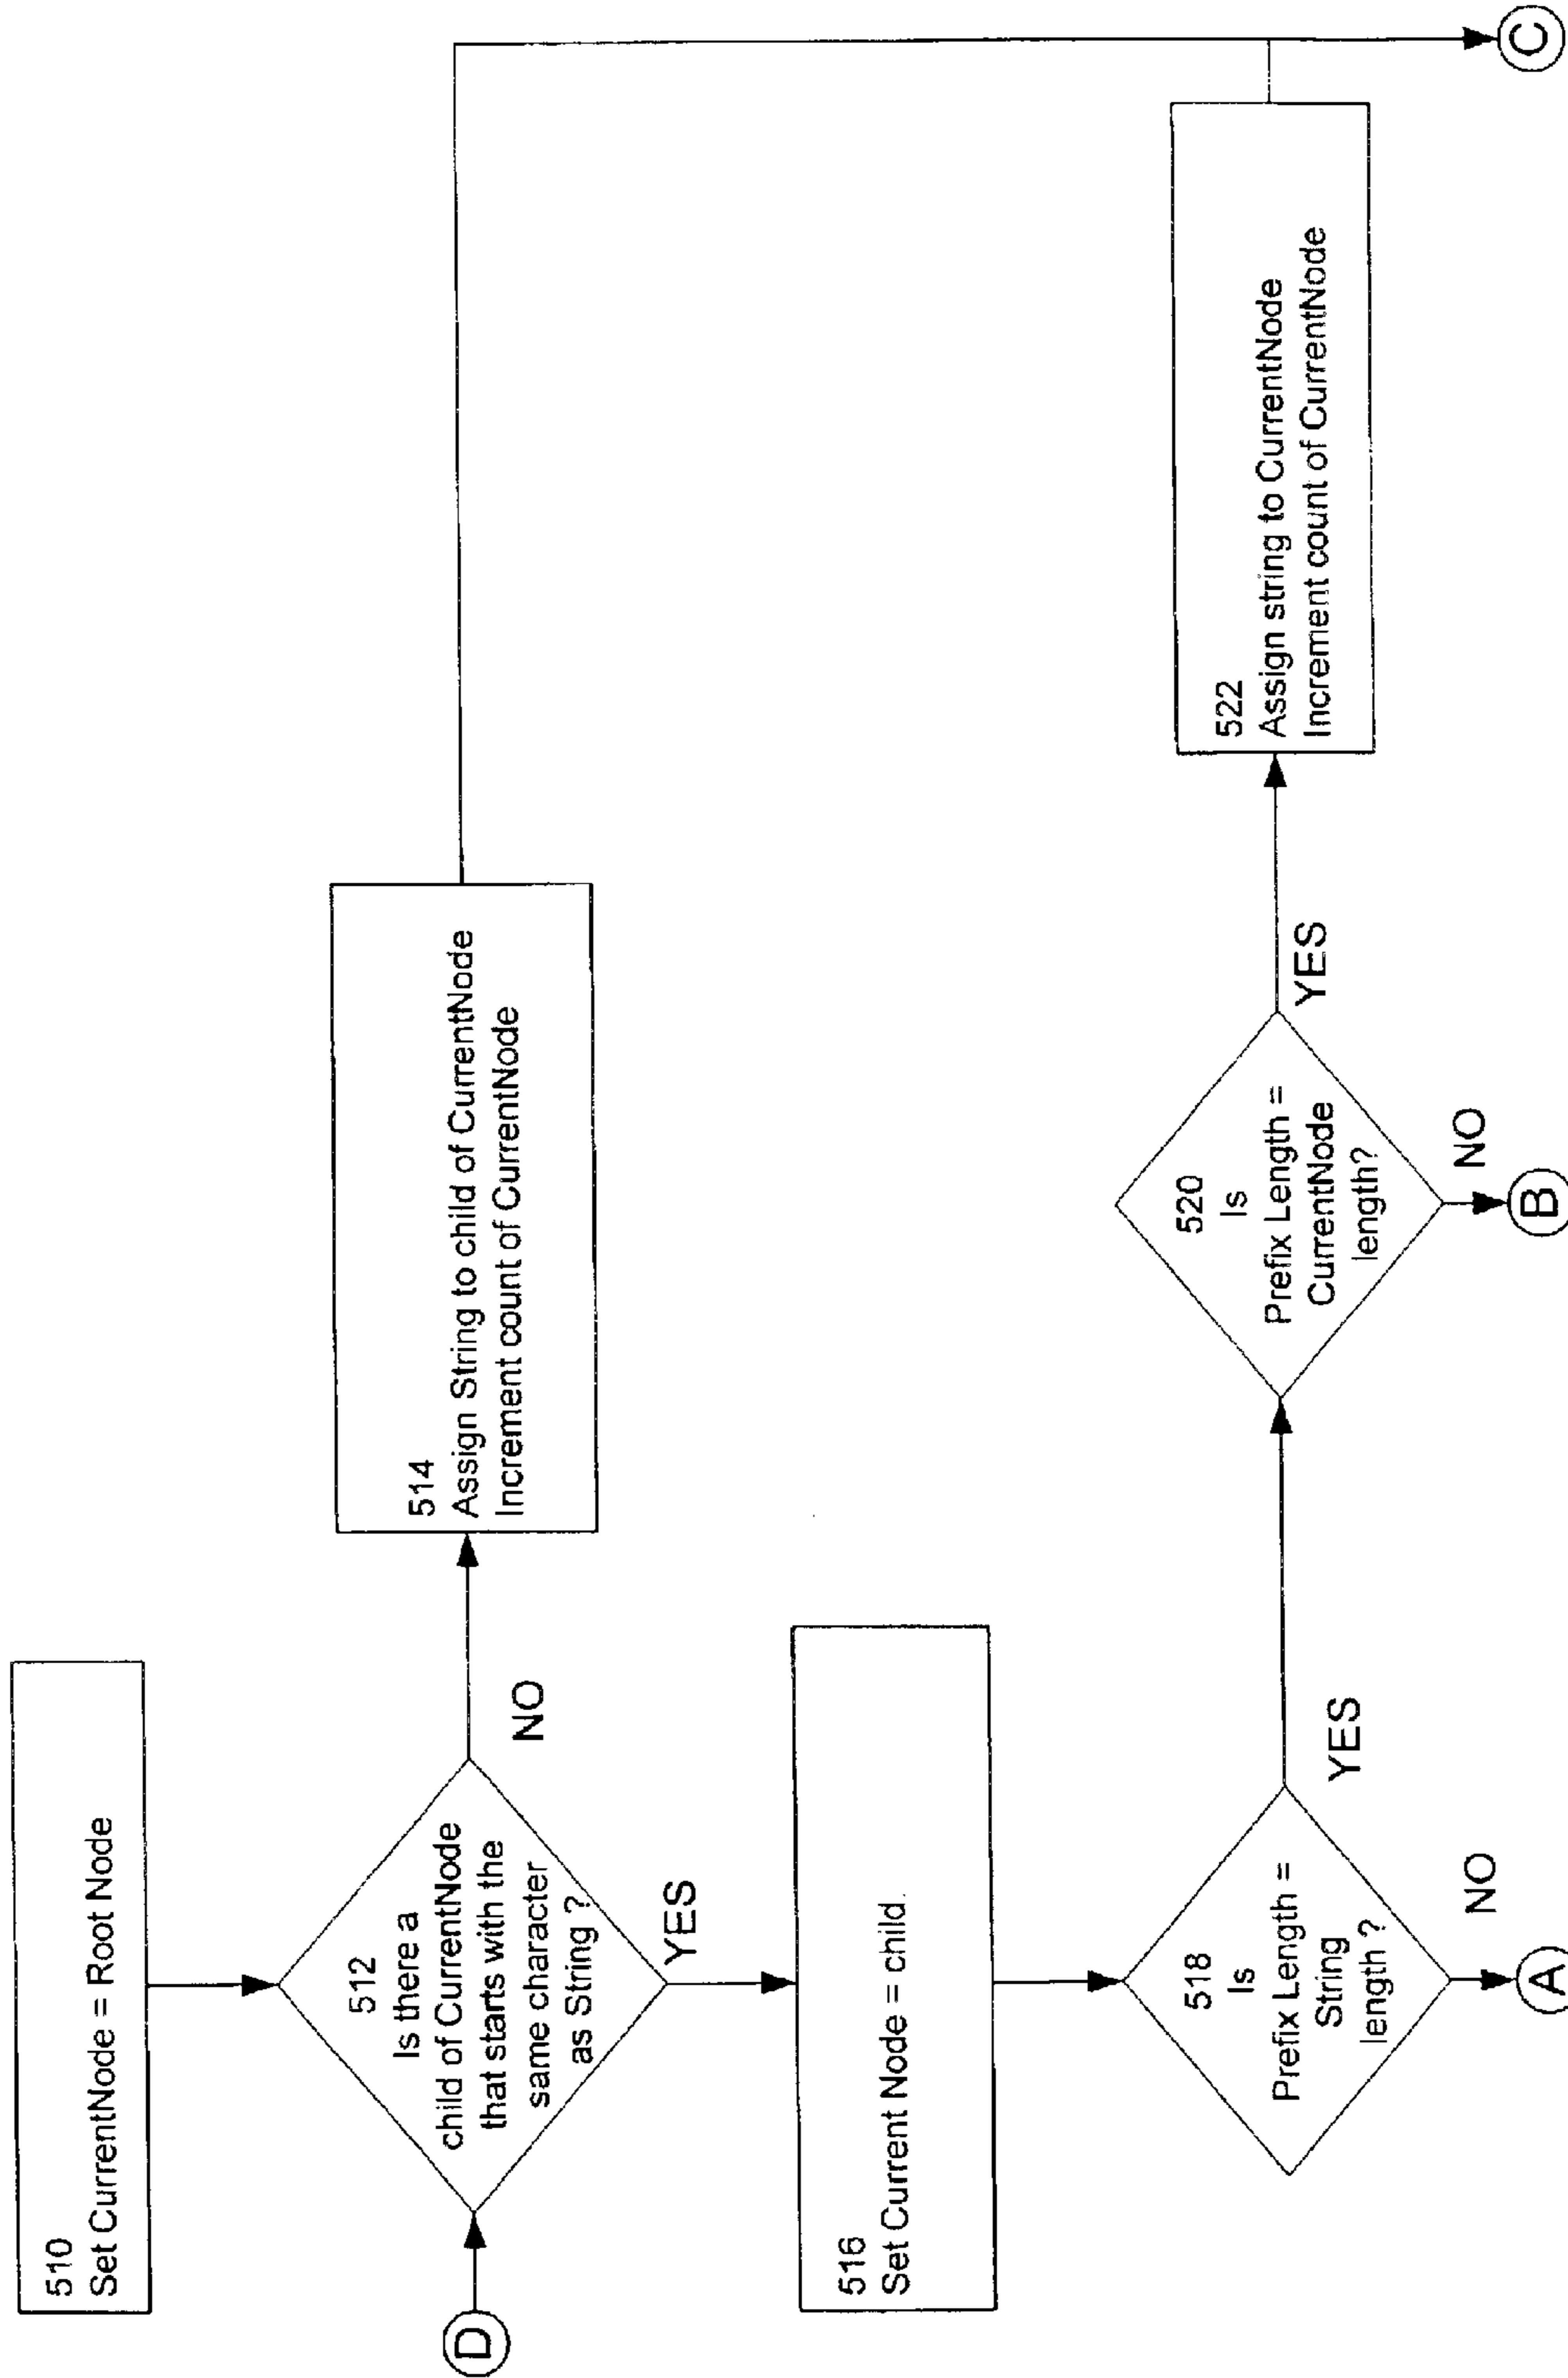 510
Set CurrentNode = Root Node
D
512
Is there a
child of CurrentNode
that starts with the
same character
as String ?
NO
514
Assign String to child of CurrentNode
Increment count of CurrentNode
YES
516
Set Current Node = child.
518
Is
Prefix Length =
String
length ?
YES
NO
A
520
Is
Prefix Length =
CurrentNode
length?
YES
NO
B
522
Assign string to CurrentNode
Increment count of CurrentNode
C